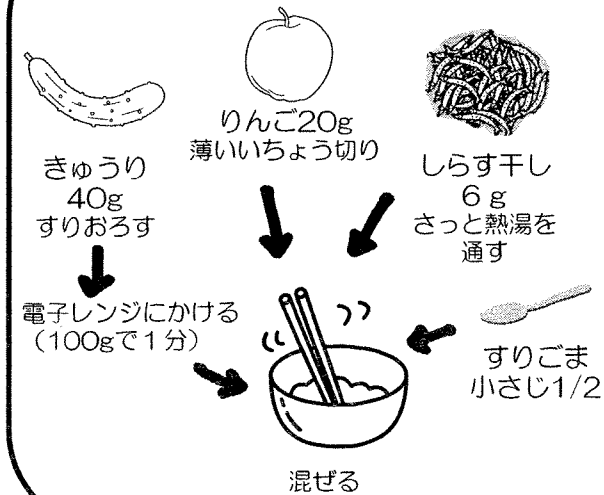 きゅうり
40g
すりおろす
電子レンジにかける
（100gで１分）
りんご20g
薄いいちょう切り
しらす干し
6ｇ
さっと熱湯を
通す
すりごま
小さじ1/2
混ぜる